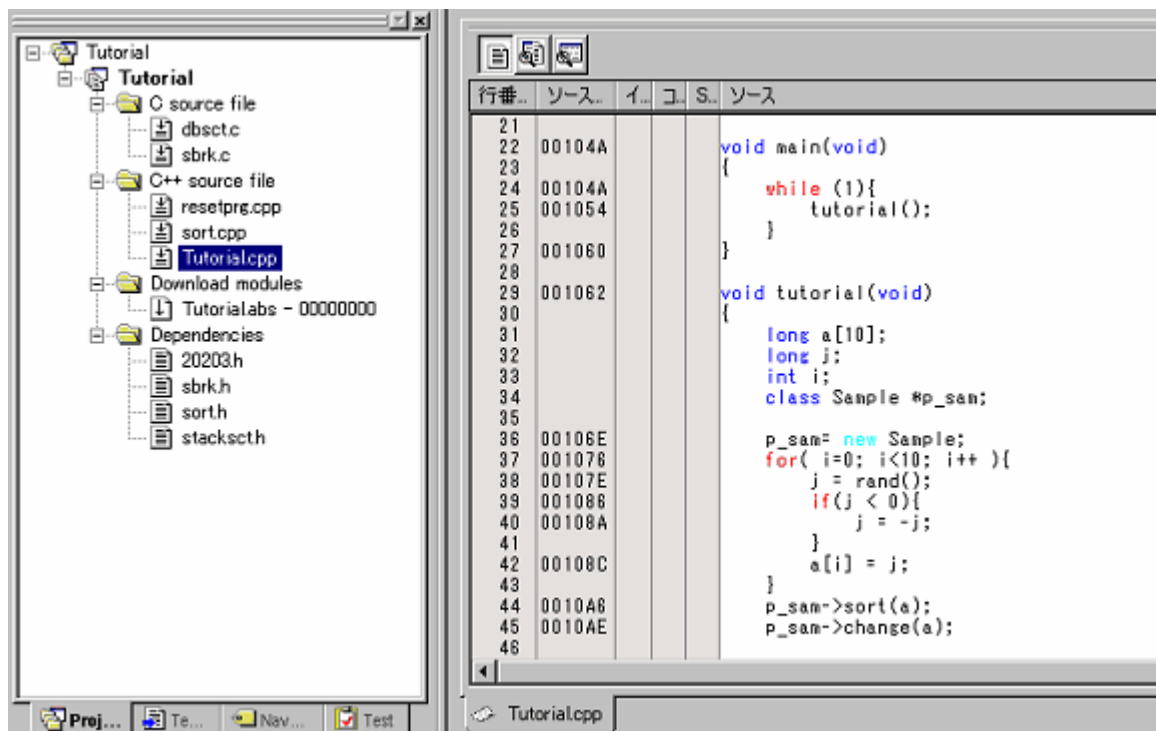 Tutorial
Tutorial
C source file
dbsct.c
sbrk.c
C++ source file
resetprg.cpp
sort.cpp
Tutorial.cpp
Download modules
Tutorial.abs - 00000000
Dependencies
20203.h
sbrk.h
sort.h
stacksct.h
Proj... Te... Nav... Test
行番... ソース... イ... コ.. S.. ソース
21
22 00104A void main(void)
23 {
24 00104A while (1){
25 001054 tutorial();
26 }
27 001060 }
28
29 001062 void tutorial(void)
30 {
31 long a[10];
32 long j;
33 int i;
34 class Sample *p_sam;
35
36 00106E p_sam= new Sample;
37 001076 for( i=0; i<10; i++ ){
38 00107E j = rand();
39 001086 if(j < 0){
40 00108A j = -j;
41 }
42 00108C a[i] = j;
43 }
44 0010A6 p_sam->sort(a);
45 0010AE p_sam->change(a);
46
Tutorial.cpp